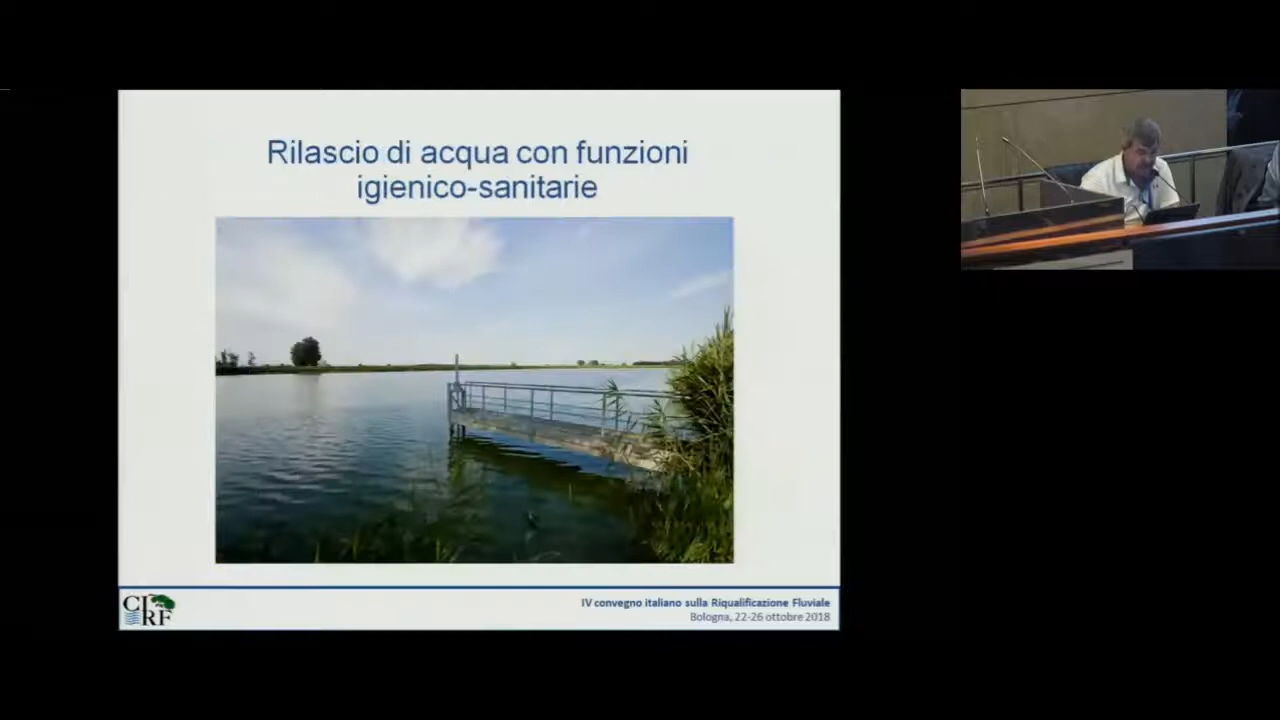 Rilascio di acqua con funzioni
igienico-sanitarie
CIRF
IV convegno italiano sulla Riqualificazione Fluviale
Bologna, 22-26 ottobre 2018